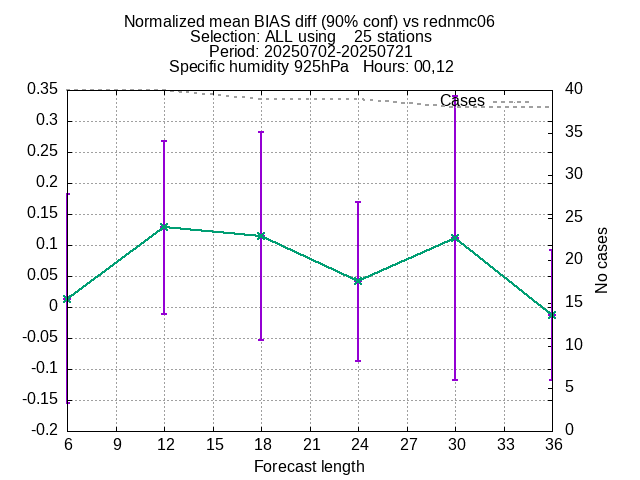 Normalized mean BIAS diff (90% conf) vs rednmc06
Selection: ALL using    25 stations
Period: 20250702-20250721
Specific humidity 925hPa   Hours: 00,12
Cases
0.35
0.3
0.25
0.2
0.15
0.1
0.05
0
-0.05
-0.1
-0.15
-0.2
40
35
30
25
20
15
10
5
0
No cases
6 9 12 15 18 21 24 27 30 33 36
Forecast length